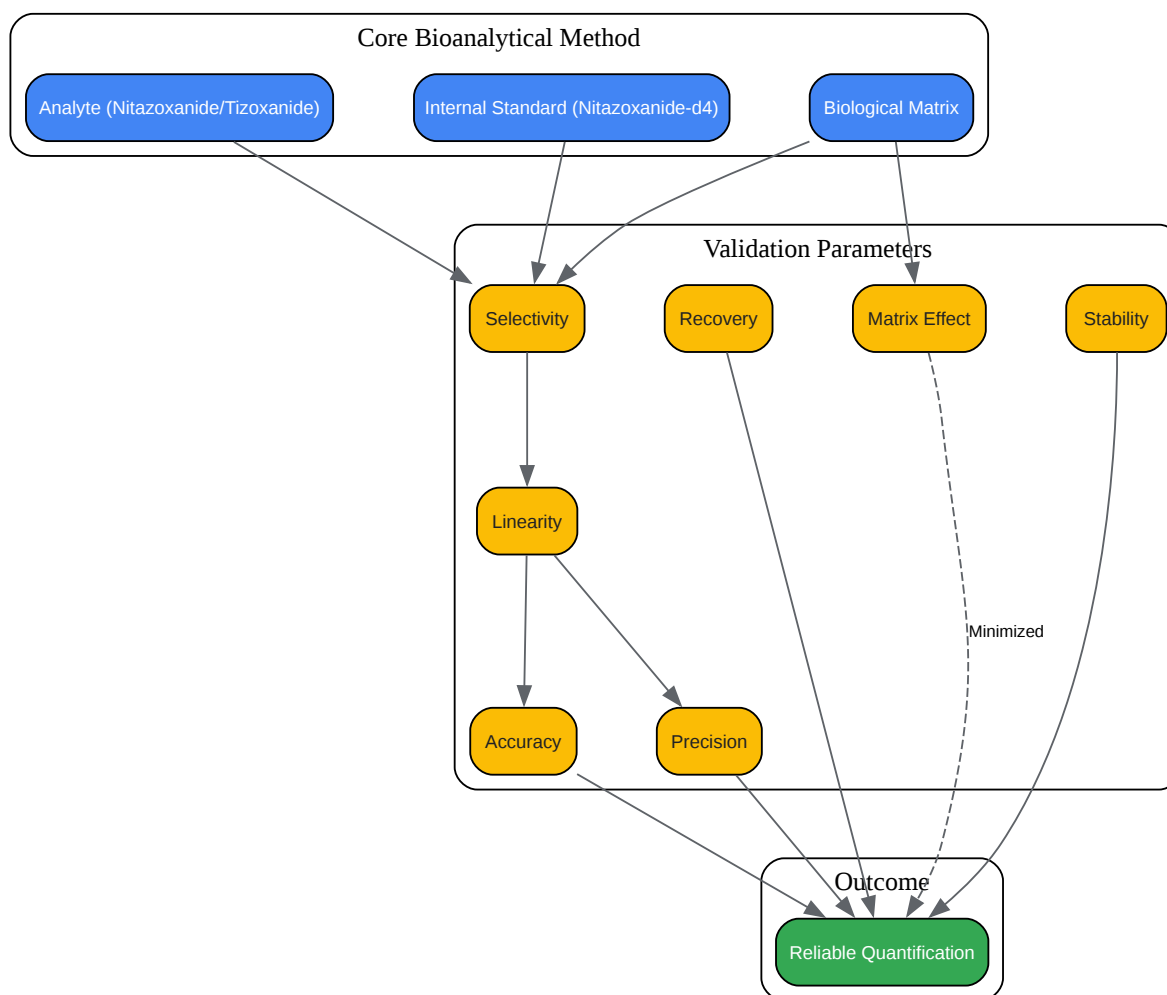 Core Bioanalytical Method
Analyte (Nitazoxanide/Tizoxanide)
Internal Standard (Nitazoxanide-d4)
Biological Matrix
Validation Parameters
Selectivity
Recovery
Matrix Effect
Stability
Linearity
Minimized
Accuracy
Precision
Outcome
Reliable Quantification